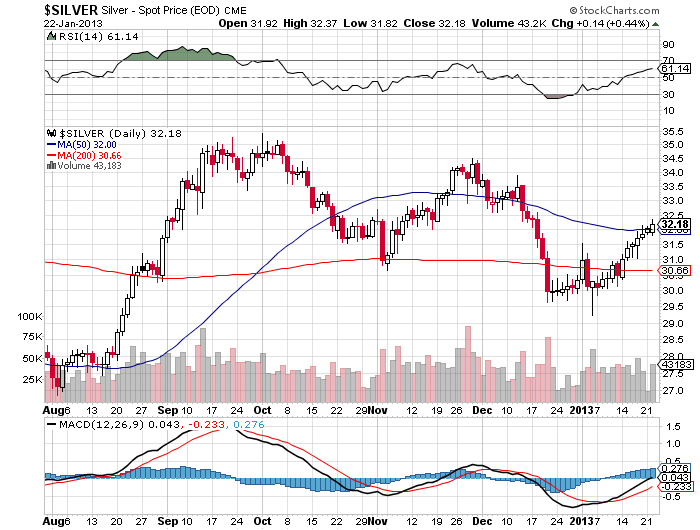 $SILVER Silver - Spot Price (EOD) CME © StockCharts.com
22-Jan-2013 Open 31.92 High 32.37 Low 31.82 Close 32.18 Volume 43.2K Chg +0.14 (+0.44%)
RSI(14) 61.14
90
70
61.14
50
30
10
$SILVER (Daily) 32.18
MA(50) 32.00
MA(200) 30.66
Volume 43,183
35.5
35.0
34.5
34.0
33.5
33.0
32.5
32.18
31.5
31.0
30.66
30.0
29.5
29.0
28.5
28.0
27.5
27.0
100K
75K
50K
25K
43183
Aug 6 13 20 27 Sep 10 17 24 Oct 8 15 22 29 Nov 12 19 26 Dec 10 17 24 2013 7 14 21
MACD(12,26,9) 0.043, -0.233, 0.276
1.5
1.0
0.5
0.276
0.043
-0.233
-0.5
Aug 6 13 20 27 Sep 10 17 24 Oct 8 15 22 29 Nov 12 19 26 Dec 10 17 24 2013 7 14 21